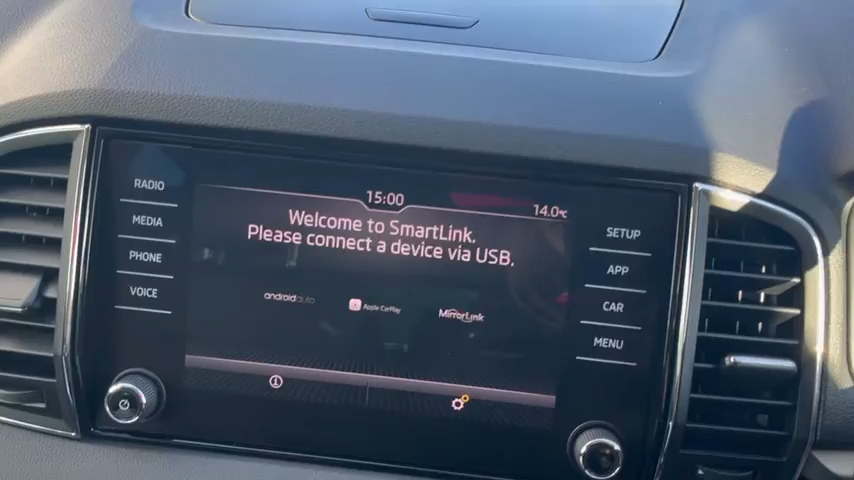 15:00
14.0°C
Welcome to SmartLink.
Please connect a device via USB.
androidauto
Apple CarPlay
MirrorLink
RADIO
MEDIA
PHONE
VOICE
SETUP
APP
CAR
MENU